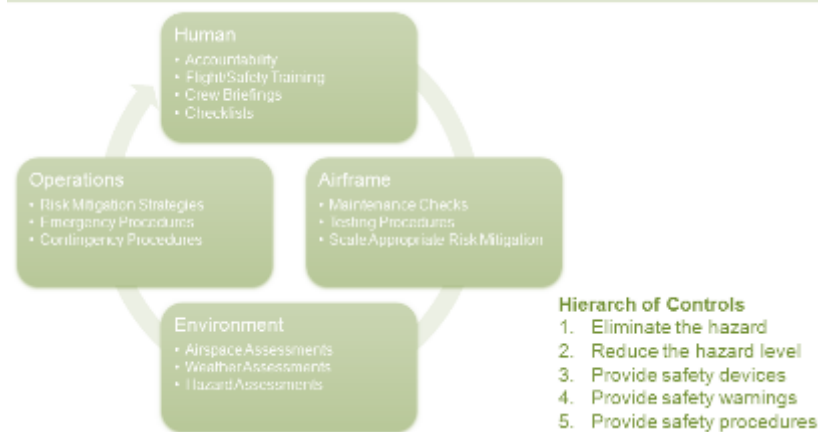 Human
• Accountability
• Flight/Safety Training
• Crew Briefings
• Checklists
Operations
• Risk Mitigation Strategies
• Emergency Procedures
• Contingency Procedures
Airframe
• Maintenance Checks
• Testing Procedures
• Scale Appropriate Risk Mitigation
Environment
• Airspace Assessments
• Weather Assessments
• Hazard Assessments
Hierarch of Controls
1. Eliminate the hazard
2. Reduce the hazard level
3. Provide safety devices
4. Provide safety warnings
5. Provide safety procedures